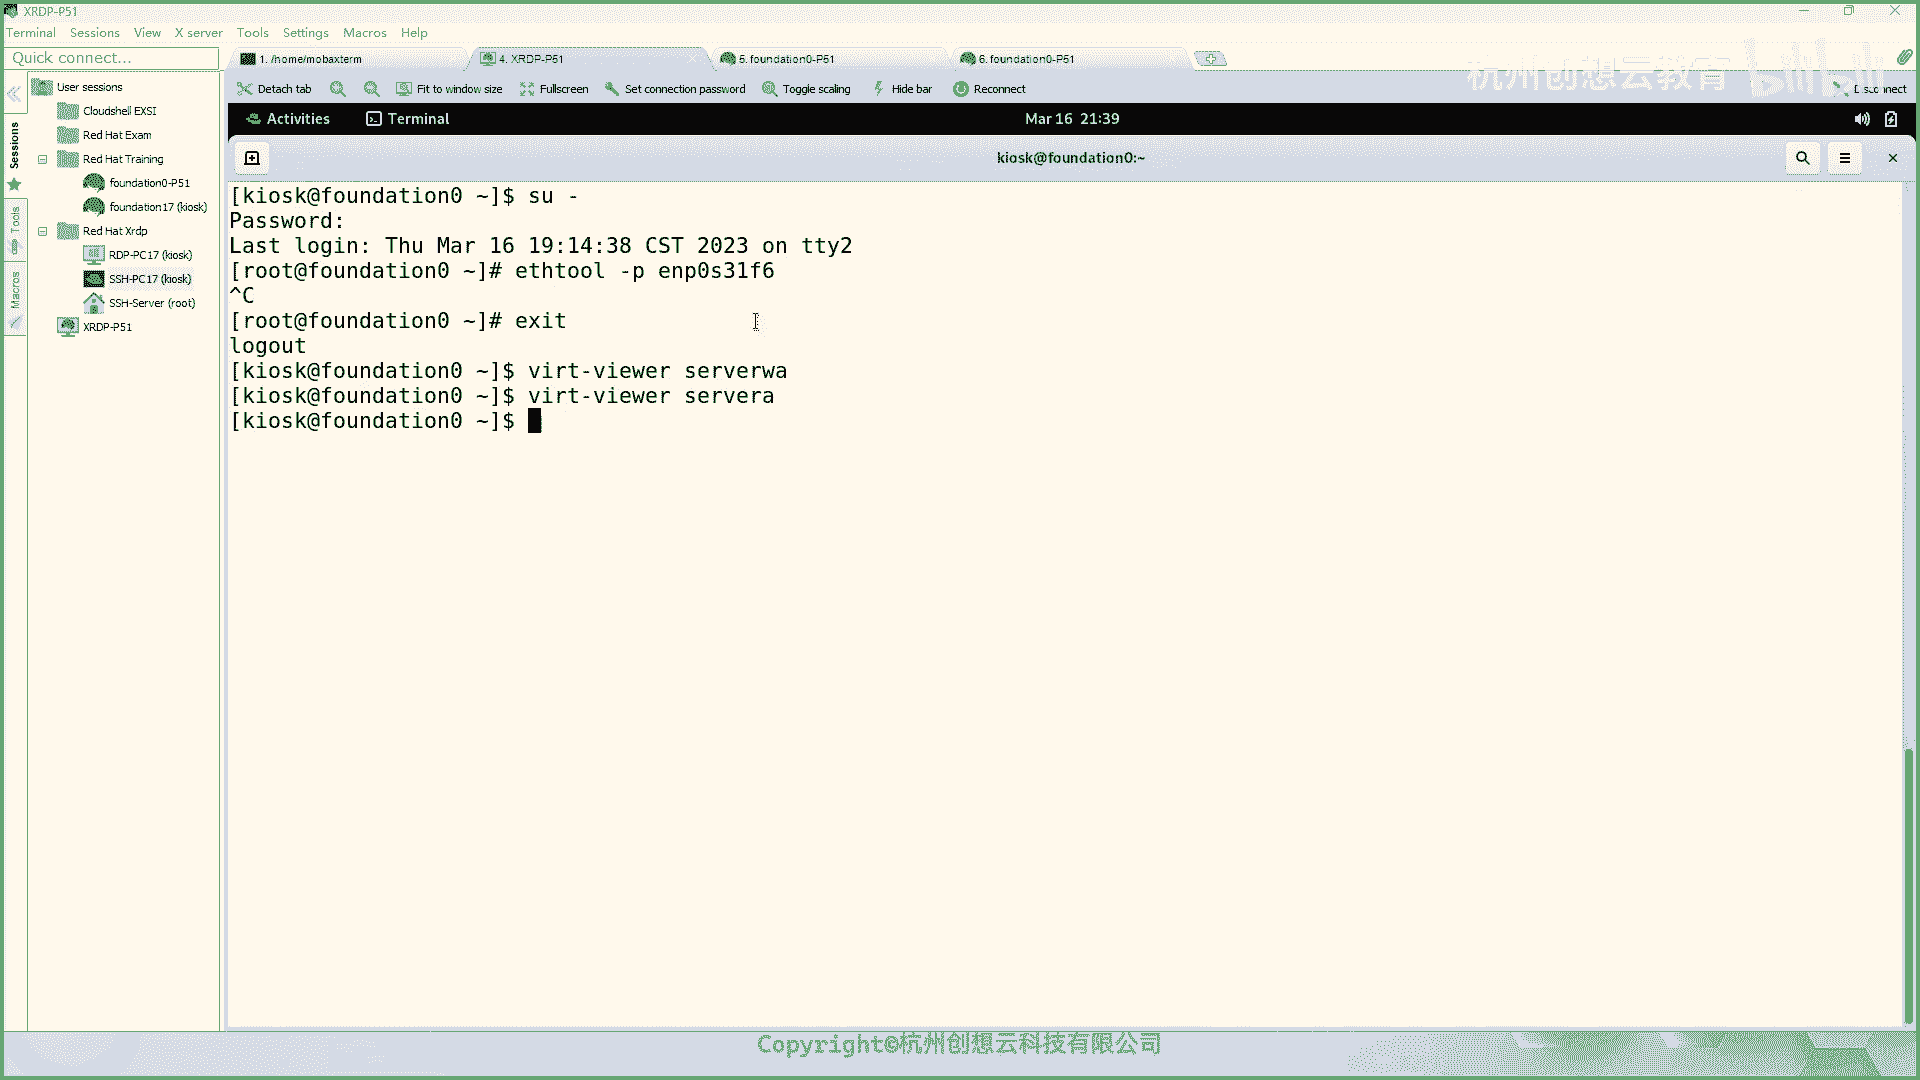 XRDP-P51
Terminal Sessions View X server Tools Settings Macros Help
Quick connect...
1. /home/mobaxterm
4. XRDP-P51
5. foundation0-P51
6. foundation0-P51
杭州创想云教育 bilibili
Detach tab Fit to window size Fullscreen Set connection password Toggle scaling Hide bar Reconnect Disconnect
Sessions
Tools
Macros
User sessions
Cloudshell EXSI
Red Hat Exam
Red Hat Training
foundation0-P51
foundation17 (kiosk)
Red Hat Xrdp
RDP-PC17 (kiosk)
SSH-PC17 (kiosk)
SSH-Server (root)
XRDP-P51
Activities Terminal Mar 16 21:39
kiosk@foundation0:~
[kiosk@foundation0 ~]$ su -
Password:
Last login: Thu Mar 16 19:14:38 CST 2023 on tty2
[root@foundation0 ~]# ethtool -p enp0s31f6
^C
[root@foundation0 ~]# exit
logout
[kiosk@foundation0 ~]$ virt-viewer serverwa
[kiosk@foundation0 ~]$ virt-viewer servera
[kiosk@foundation0 ~]$
Copyright©杭州创想云科技有限公司